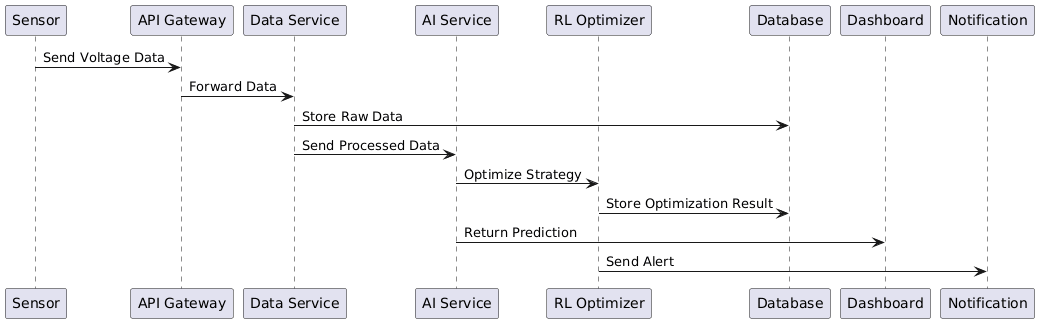 Sensor API Gateway Data Service AI Service RL Optimizer Database Dashboard Notification
Send Voltage Data
Forward Data
Store Raw Data
Send Processed Data
Optimize Strategy
Store Optimization Result
Return Prediction
Send Alert
Sensor API Gateway Data Service AI Service RL Optimizer Database Dashboard Notification